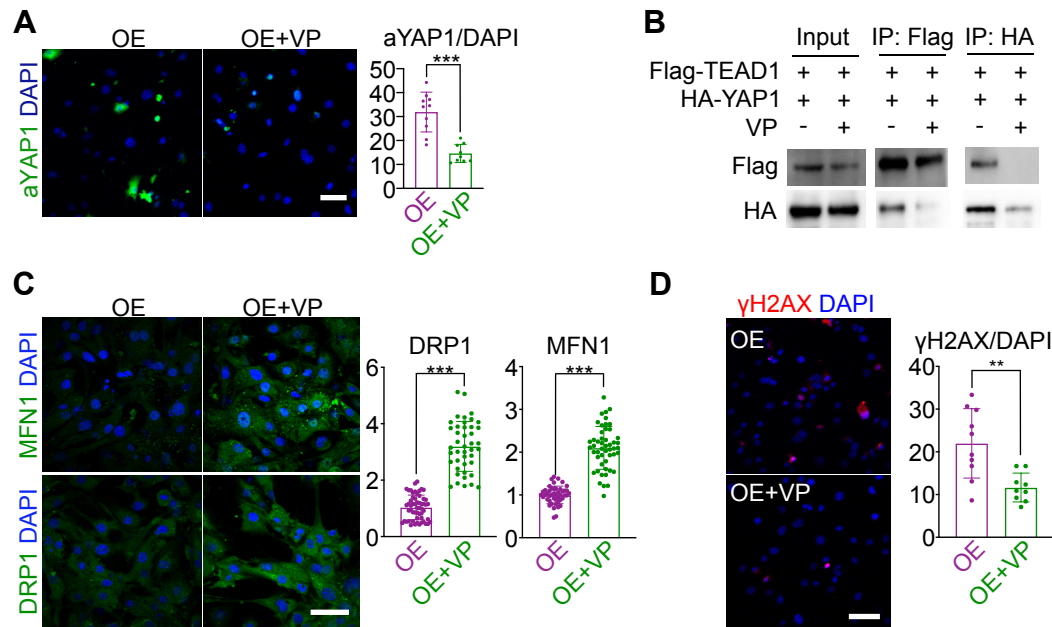 A
OE
OE+VP
aYAP1 DAPI
aYAP1/DAPI
***
50
40
30
20
10
0
OE
OE+VP
B
Input IP: Flag IP: HA
Flag-TEAD1 + + + + + +
HA-YAP1 + + + + + +
VP - + - + - +
Flag
HA
C
OE
OE+VP
MFN1 DAPI
DRP1 DAPI
DRP1
***
6
4
2
0
OE
OE+VP
MFN1
***
4
3
2
1
0
OE
OE+VP
D
γH2AX DAPI
OE
OE+VP
γH2AX/DAPI
**
40
30
20
10
0
OE
OE+VP